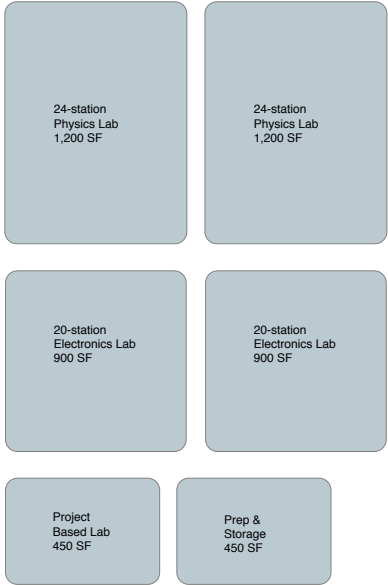 24-station
Physics Lab
1,200 SF
24-station
Physics Lab
1,200 SF
20-station
Electronics Lab
900 SF
20-station
Electronics Lab
900 SF
Project
Based Lab
450 SF
Prep &
Storage
450 SF